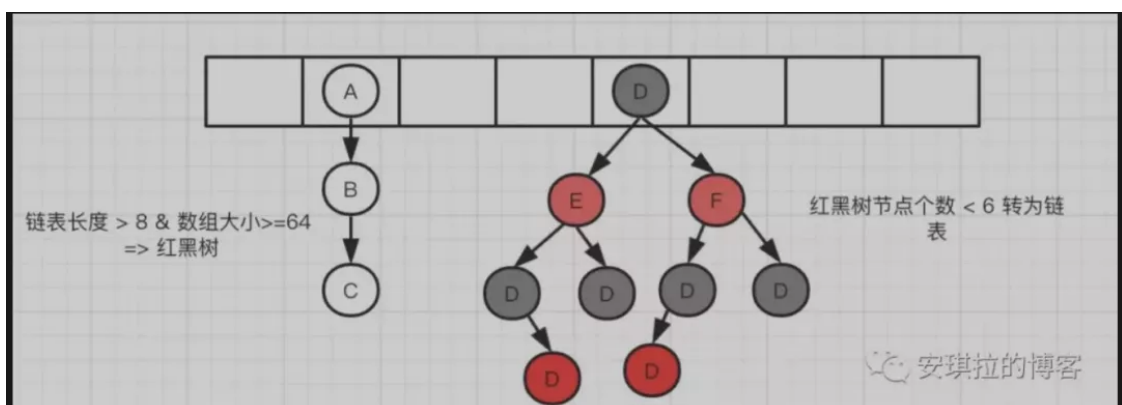 A
D
B
E
F
链表长度 > 8 & 数组大小>=64
=> 红黑树
红黑树节点个数 < 6 转为链
表
C
D
D
D
D
D
D
安琪拉的博客